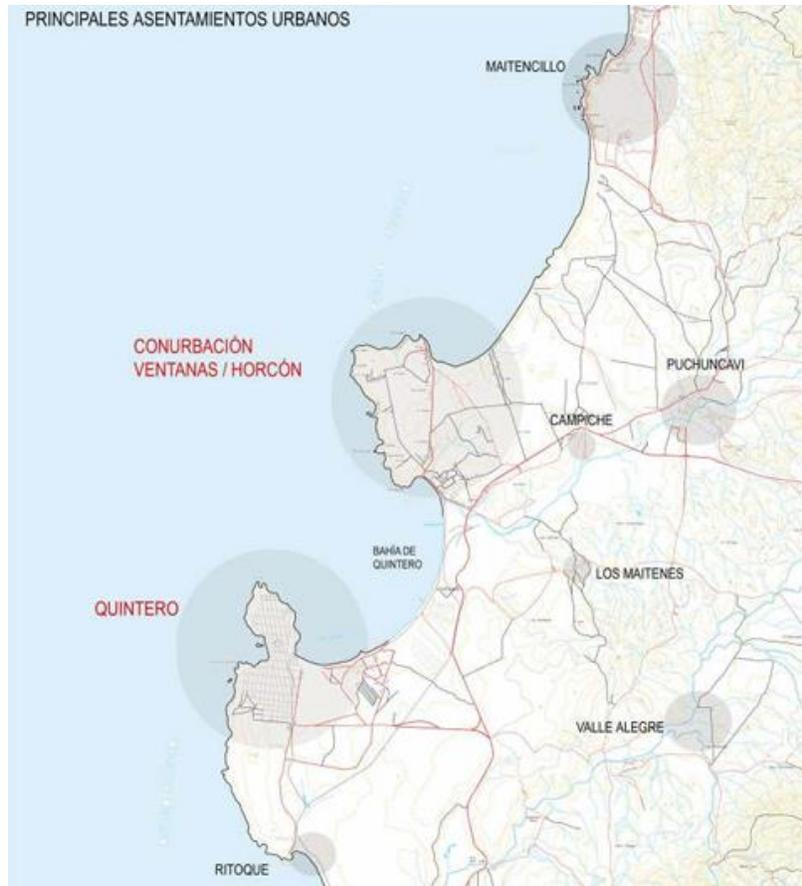 PRINCIPALES ASENTAMIENTOS URBANOS
MAITENCILLO
CONURBACIÓN
VENTANAS / HORCÓN
PUCHUNCAVI
CAMPICHE
BAHÍA DE
QUINTERO
LOS MAITENES
QUINTERO
VALLE ALEGRE
RITOQUE